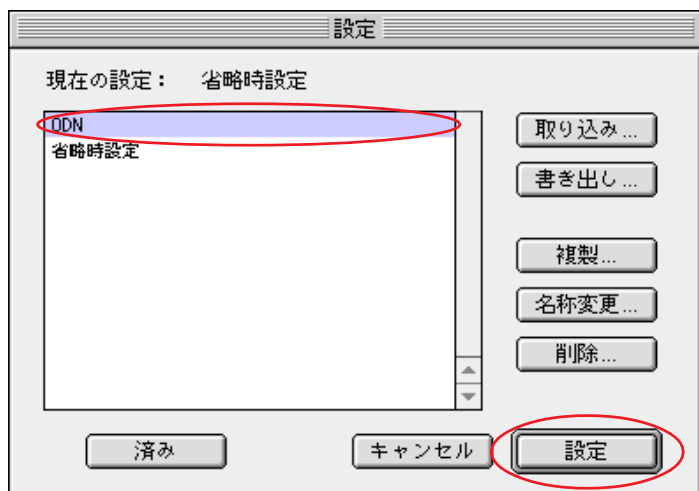 設定
現在の設定： 省略時設定
ODN
省略時設定
取り込み...
書き出し...
複製...
名称変更...
削除...
済み
キャンセル
設定